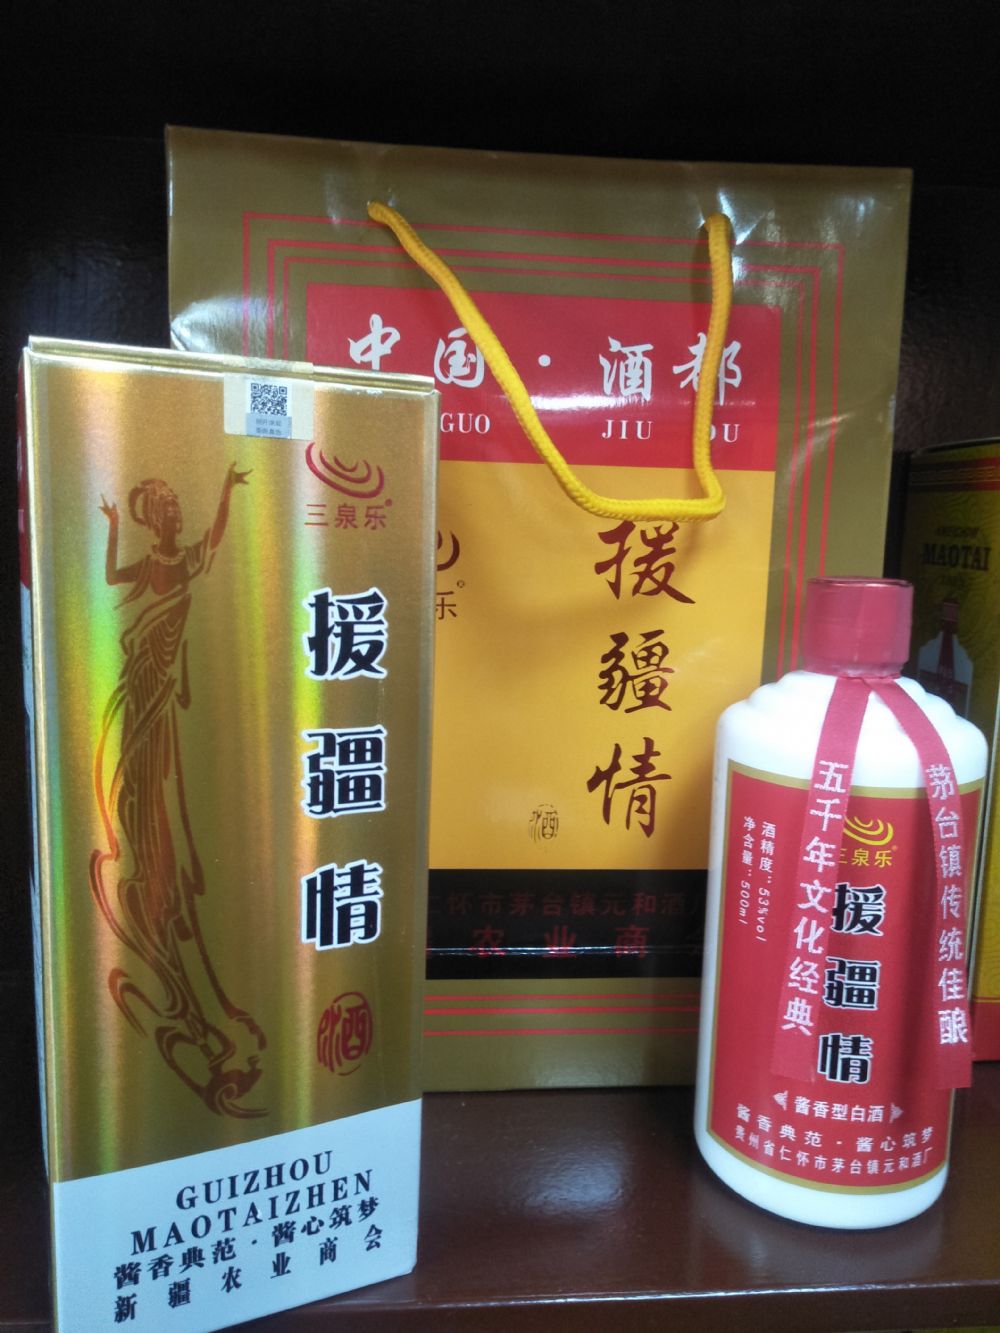 中国·酒都
GUO
JIU
三泉乐
援疆情
酒
怀市茅台镇元和酒
农业商会
三泉乐
援疆情
酒
GUIZHOU
MAOTAIZHEN
酱香典范·酱心筑梦
新疆农业商会
MAOTAI
五千年文化经典
茅台镇传统佳酿
酒精度:53%vol
净含量:500ml
三泉乐
援疆情
酱香型白酒
酱香典范·酱心筑梦
贵州省仁怀市茅台镇元和酒厂